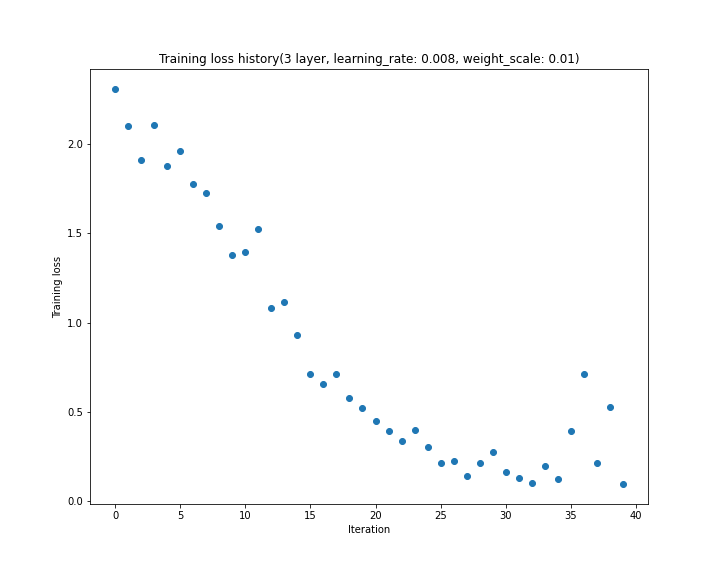 Training loss history(3 layer, learning_rate: 0.008, weight_scale: 0.01)
2.0
1.5
1.0
0.5
0.0
Training loss
0 5 10 15 20 25 30 35 40
Iteration